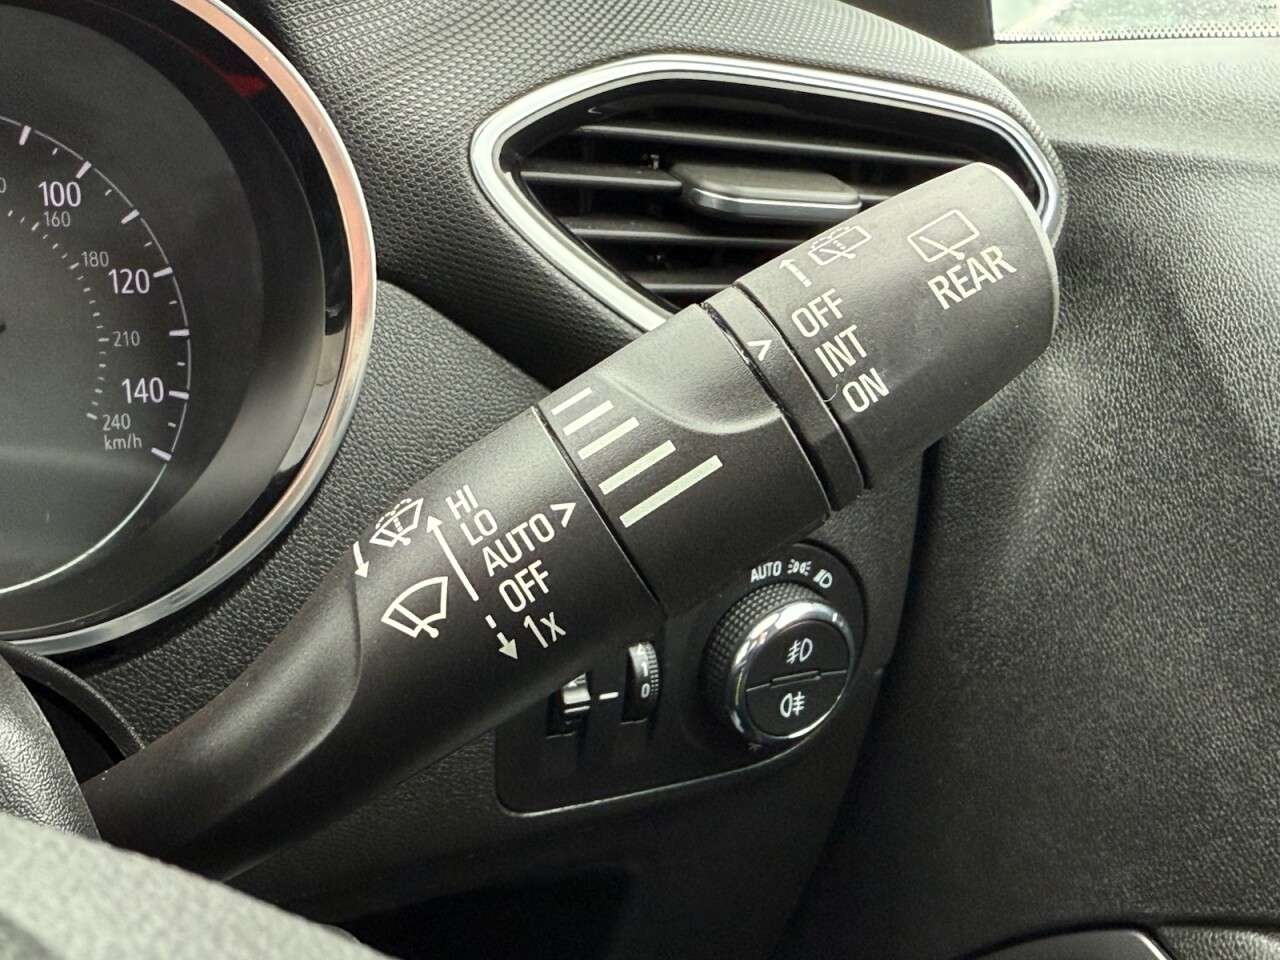 100
160
180
120
210
140
240
km/h
HI
LO
AUTO >
OFF
1x
>
OFF
INT
ON
REAR
AUTO
1
0